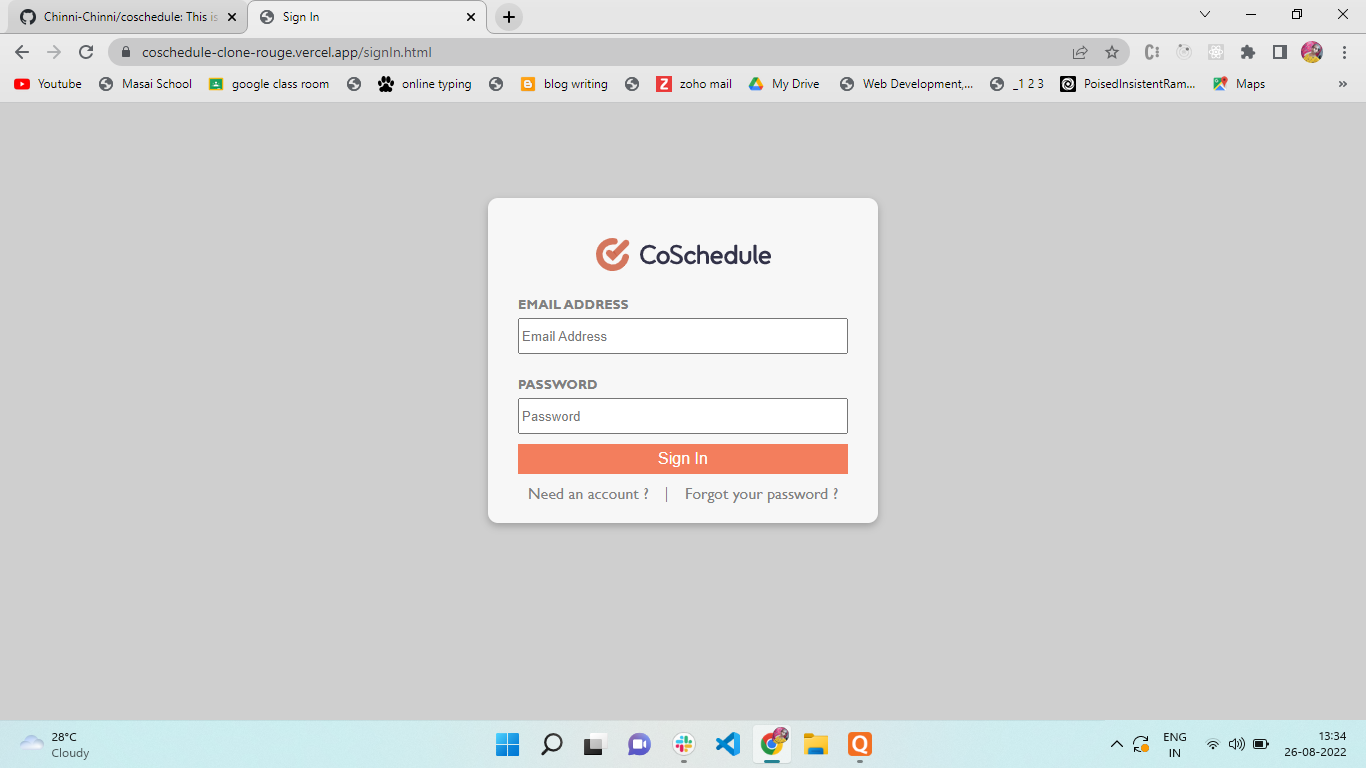 Chinni-Chinni/coschedule: This is
Sign In
coschedule-clone-rouge.vercel.app/signIn.html
Youtube
Masai School
google class room
online typing
blog writing
Z
zoho mail
My Drive
Web Development,...
_1 2 3
PoisedInsistentRam...
Maps
»
CoSchedule
EMAIL ADDRESS
Email Address
PASSWORD
Password
Sign In
Need an account ? | Forgot your password ?
28°C
Cloudy
ENG
IN
13:34
26-08-2022